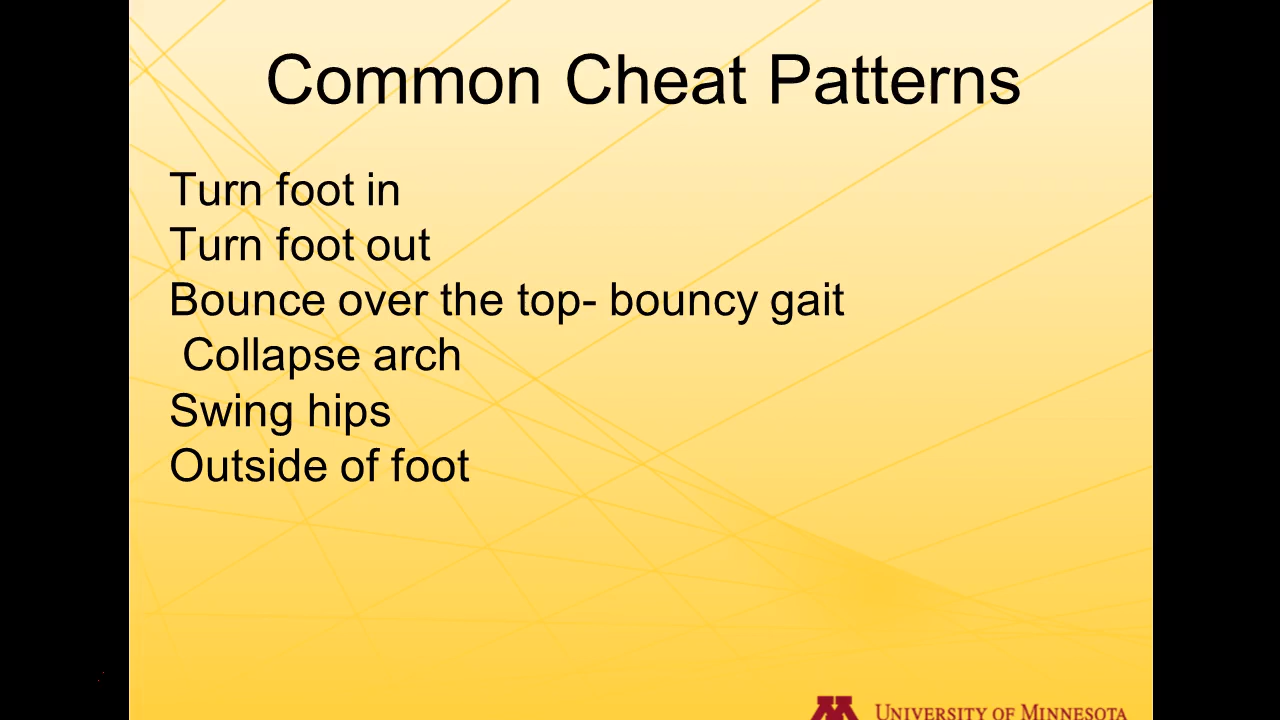 Common Cheat Patterns
Turn foot in
Turn foot out
Bounce over the top- bouncy gait
Collapse arch
Swing hips
Outside of foot
UNIVERSITY OF MINNESOTA